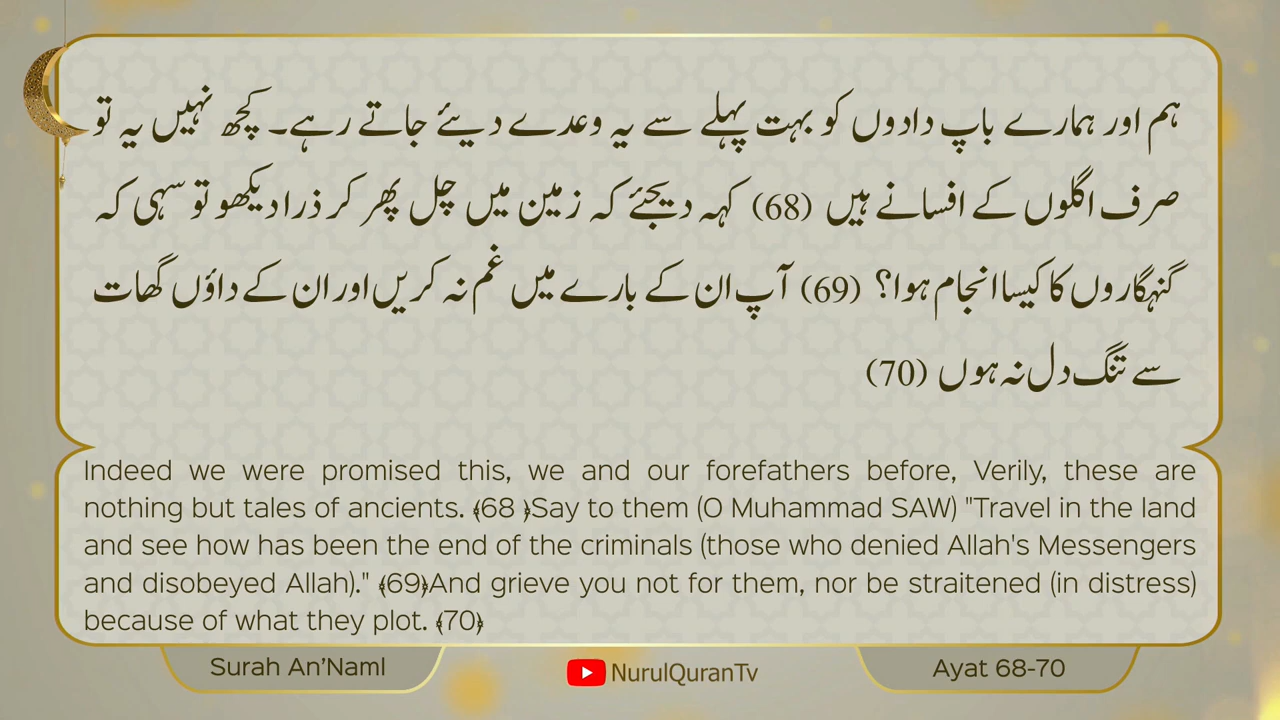 ہم اور ہمارے باپ دادوں کو بہت پہلے سے یہ وعدے دیئے جاتے رہے۔ کچھ نہیں یہ تو
صرف اگلوں کے افسانے ہیں (68) کہہ دیجئے کہ زمین میں چل پھر کر ذرا دیکھو تو سہی کہ
گنہگاروں کا کیسا انجام ہوا؟ (69) آپ ان کے بارے میں غم نہ کریں اور ان کے داؤں گھات
سے تنگ دل نہ ہوں (70)
Indeed we were promised this, we and our forefathers before, Verily, these are
nothing but tales of ancients. ﴾68 ﴿Say to them (O Muhammad SAW) "Travel in the land
and see how has been the end of the criminals (those who denied Allah's Messengers
and disobeyed Allah)." ﴾69﴿And grieve you not for them, nor be straitened (in distress)
because of what they plot. ﴾70﴿
Surah An’Naml
NurulQuranTv
Ayat 68-70